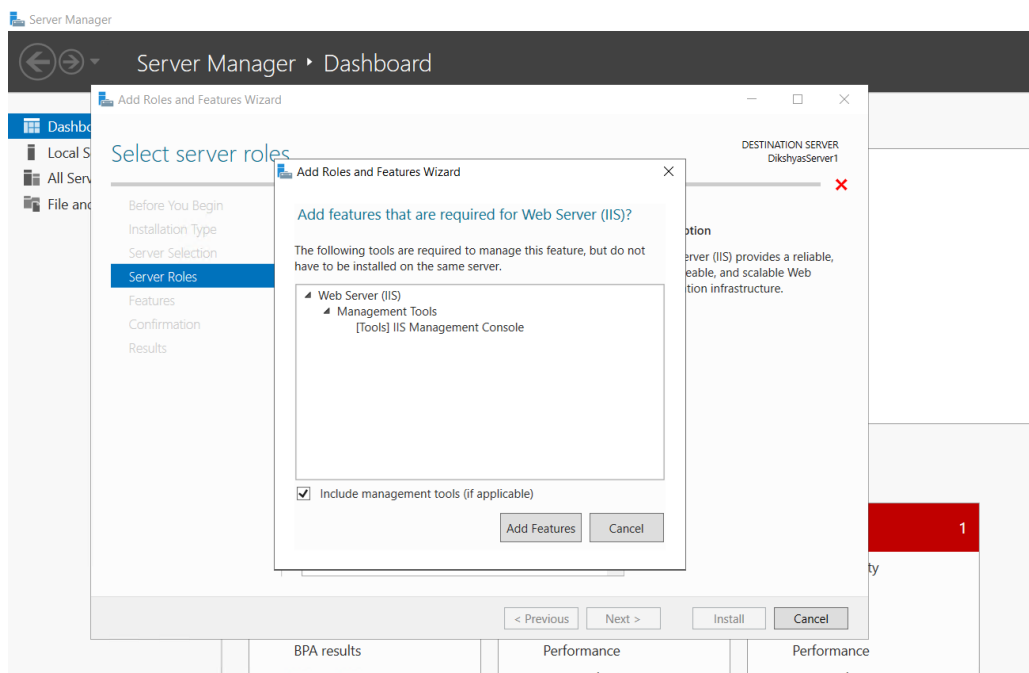 Server Manager
Server Manager ‣ Dashboard
Add Roles and Features Wizard
Select server roles
DESTINATION SERVER
DikshyasServer1
Dashbo
Local S
All Serv
File and
Before You Begin
Installation Type
Server Selection
Server Roles
Features
Confirmation
Results
Add Roles and Features Wizard
Add features that are required for Web Server (IIS)?
The following tools are required to manage this feature, but do not
have to be installed on the same server.
Web Server (IIS)
Management Tools
[Tools] IIS Management Console
Include management tools (if applicable)
Add Features Cancel
ption
erver (IIS) provides a reliable,
eable, and scalable Web
tion infrastructure.
< Previous Next > Install Cancel
1
ty
BPA results Performance Performance